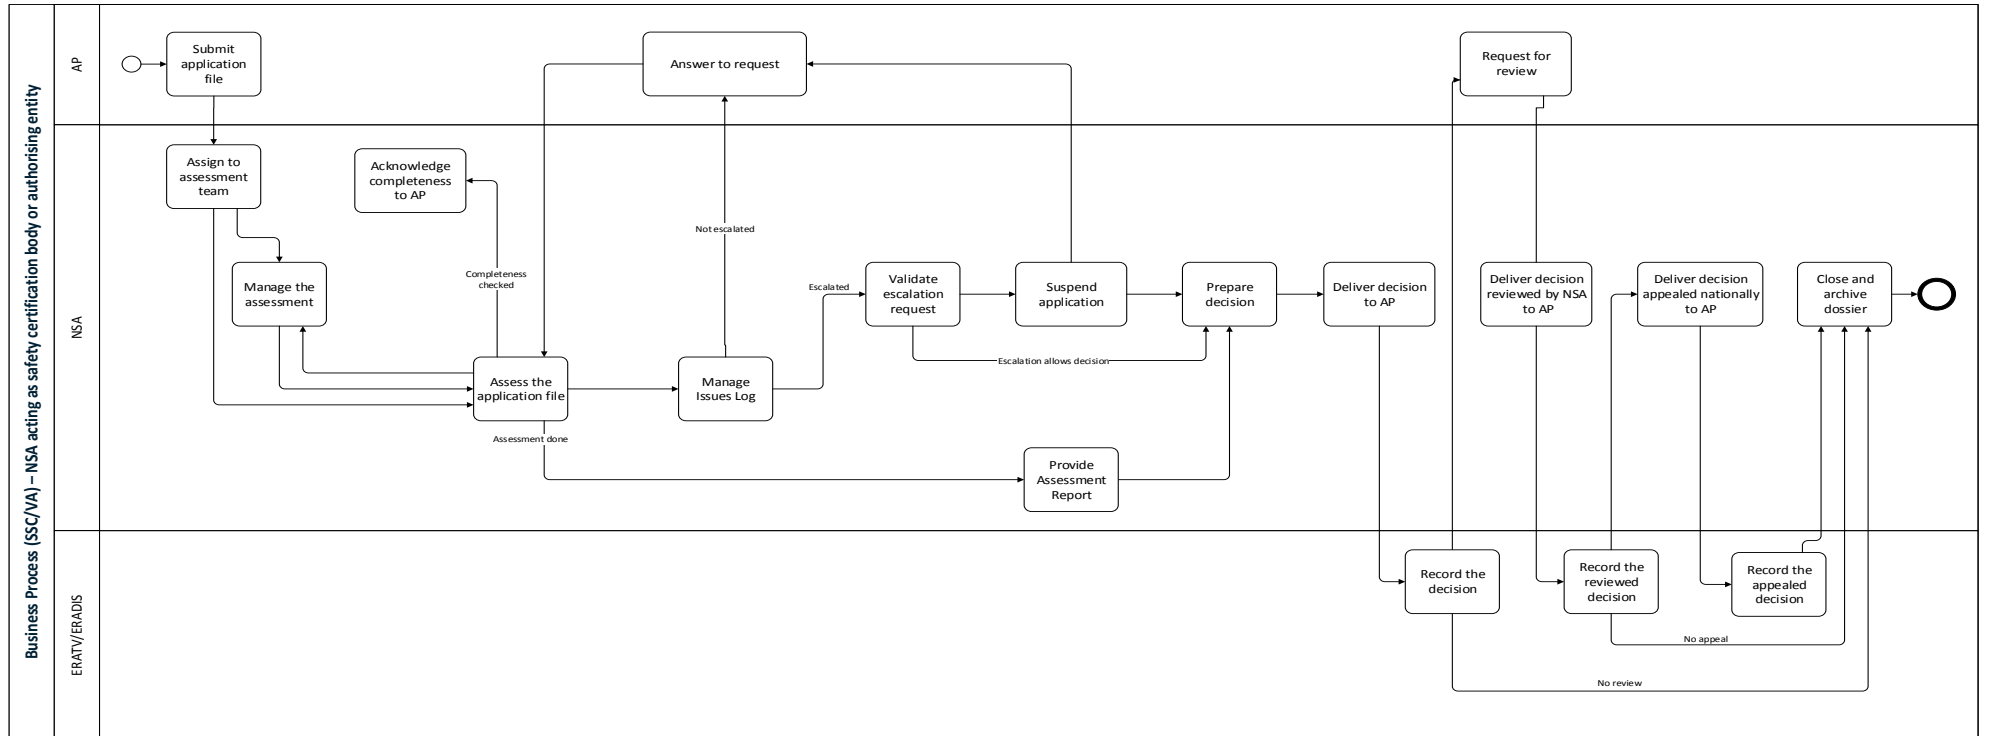 Business Process (SSC/VA) – NSA acting as safety certification body or authorising entity
AP
Submit
application
file
Answer to request
Request for
review
NSA
Assign to
assessment
team
Acknowledge
completeness
to AP
Not escalated
Manage the
assessment
Completeness
checked
Escalated
Validate
escalation
request
Suspend
application
Prepare
decision
Deliver decision
to AP
Deliver decision
reviewed by NSA
to AP
Deliver decision
appealed nationally
to AP
Close and
archive
dossier
Escalation allows decision
Assess the
application file
Manage
Issues Log
Assessment done
Provide
Assessment
Report
ERATV/ERADIS
Record the
decision
Record the
reviewed
decision
Record the
appealed
decision
No appeal
No review